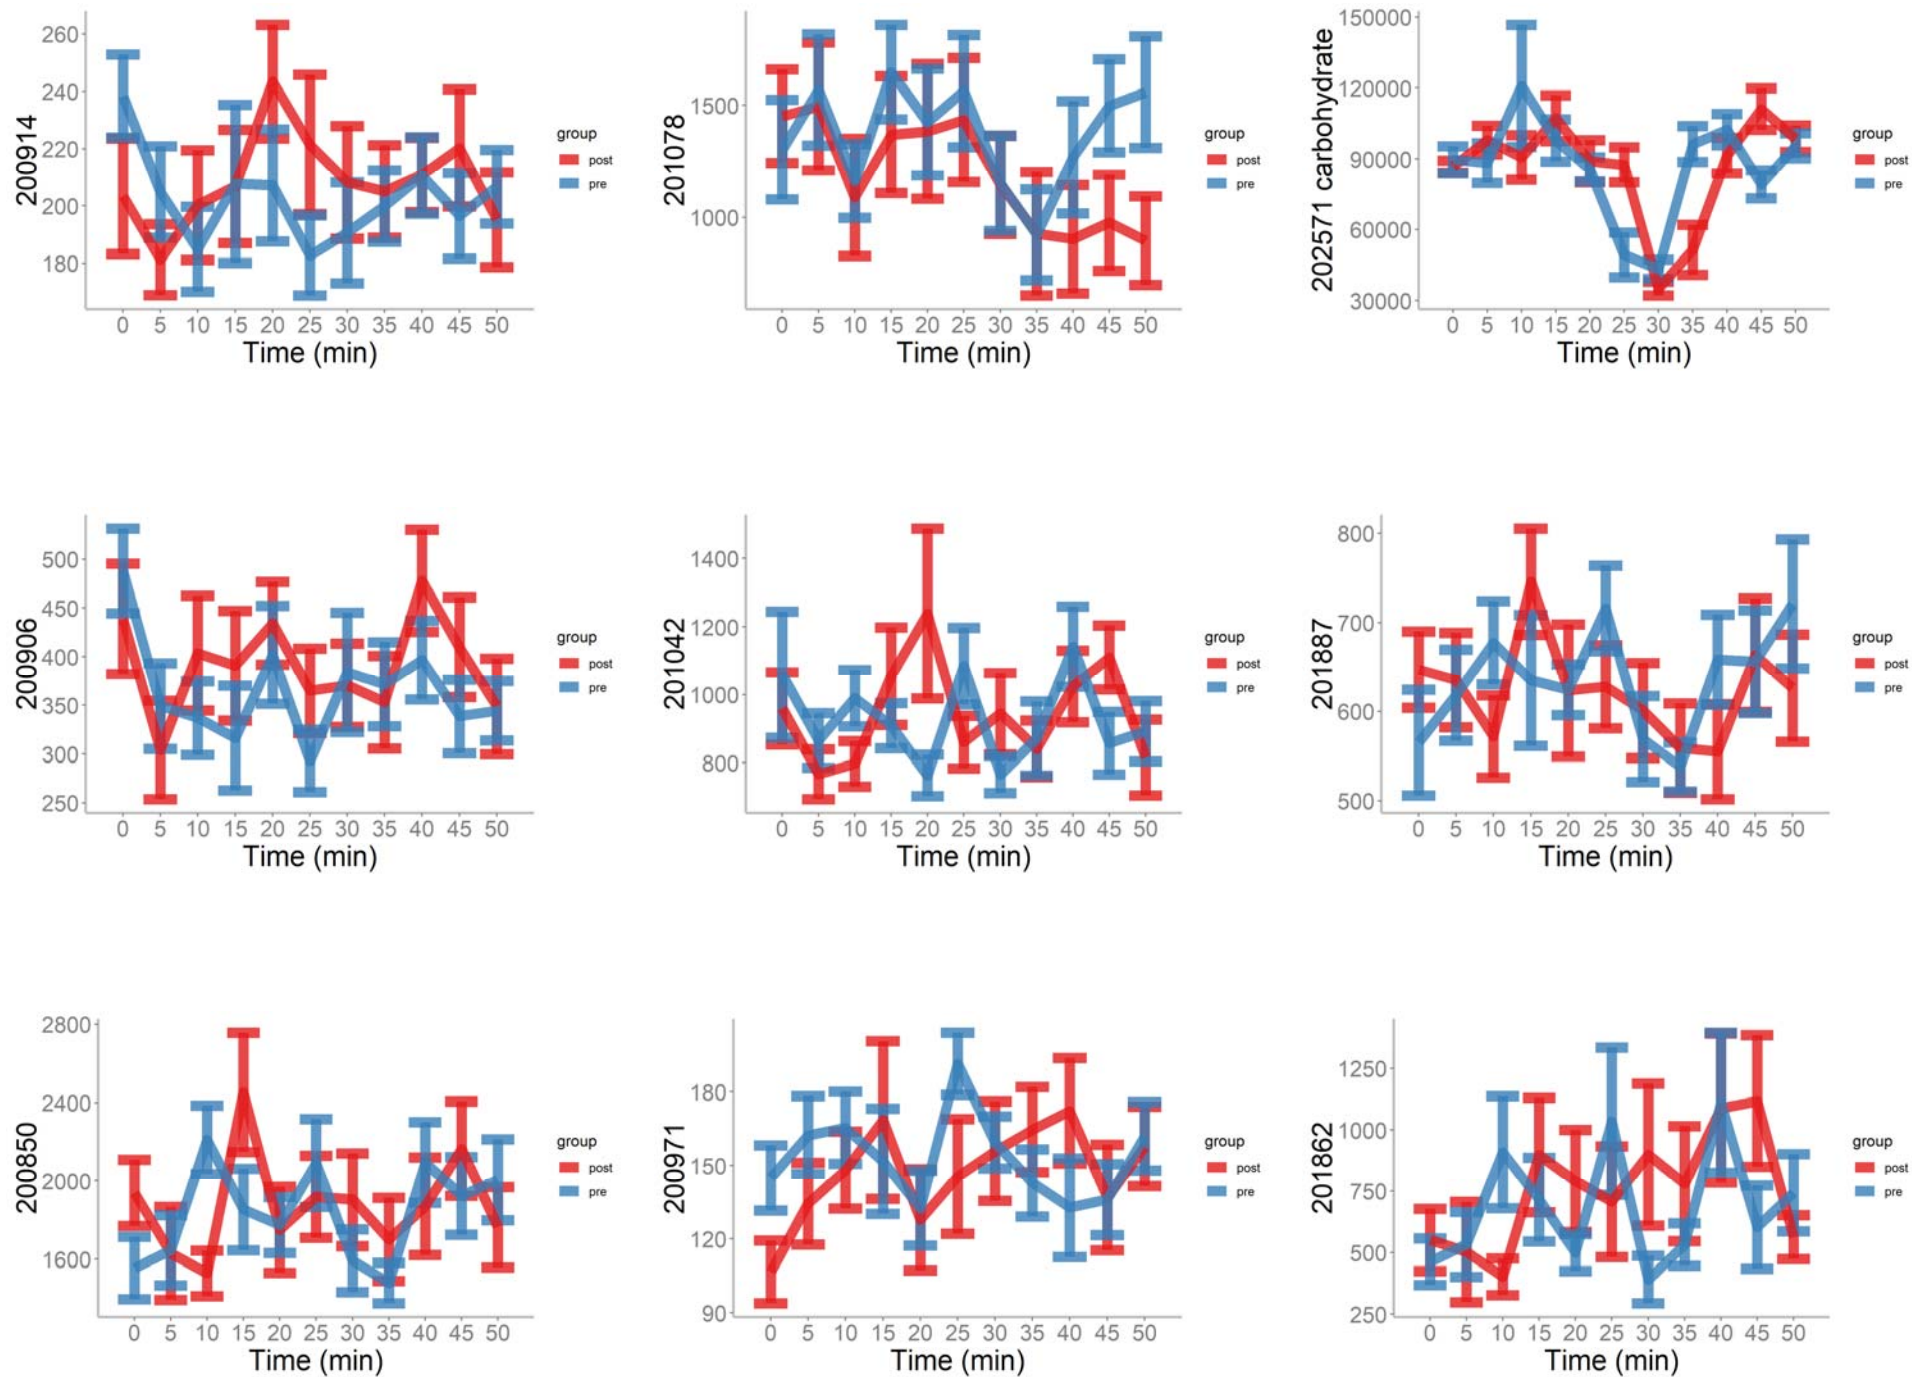 200914
260
240
220
200
180
0 5 10 15 20 25 30 35 40 45 50
Time (min)
group
post
pre
201078
1500
1000
0 5 10 15 20 25 30 35 40 45 50
Time (min)
group
post
pre
202571 carbohydrate
150000
120000
90000
60000
30000
0 5 10 15 20 25 30 35 40 45 50
Time (min)
group
post
pre
200906
500
450
400
350
300
250
0 5 10 15 20 25 30 35 40 45 50
Time (min)
group
post
pre
201042
1400
1200
1000
800
0 5 10 15 20 25 30 35 40 45 50
Time (min)
group
post
pre
201887
800
700
600
500
0 5 10 15 20 25 30 35 40 45 50
Time (min)
group
post
pre
200850
2800
2400
2000
1600
0 5 10 15 20 25 30 35 40 45 50
Time (min)
group
post
pre
200971
180
150
120
90
0 5 10 15 20 25 30 35 40 45 50
Time (min)
group
post
pre
201862
1250
1000
750
500
250
0 5 10 15 20 25 30 35 40 45 50
Time (min)
group
post
pre